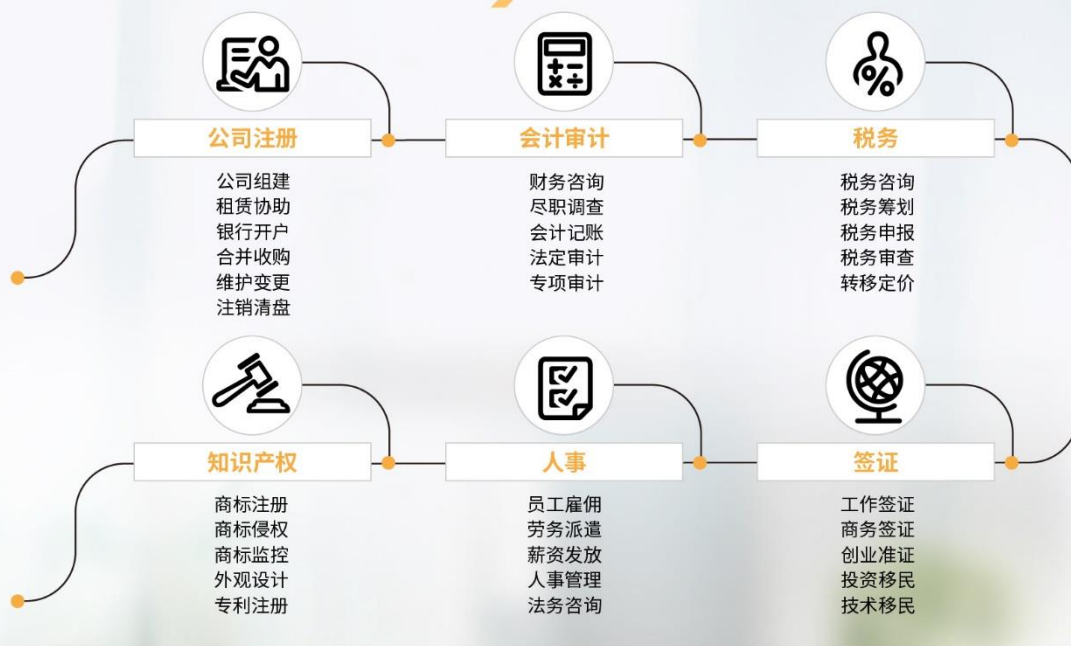 公司注册
公司组建
租赁协助
银行开户
合并收购
维护变更
注销清盘
会计审计
财务咨询
尽职调查
会计记账
法定审计
专项审计
税务
税务咨询
税务筹划
税务申报
税务审查
转移定价
知识产权
商标注册
商标侵权
商标监控
外观设计
专利注册
人事
员工雇佣
劳务派遣
薪资发放
人事管理
法务咨询
签证
工作签证
商务签证
创业准证
投资移民
技术移民